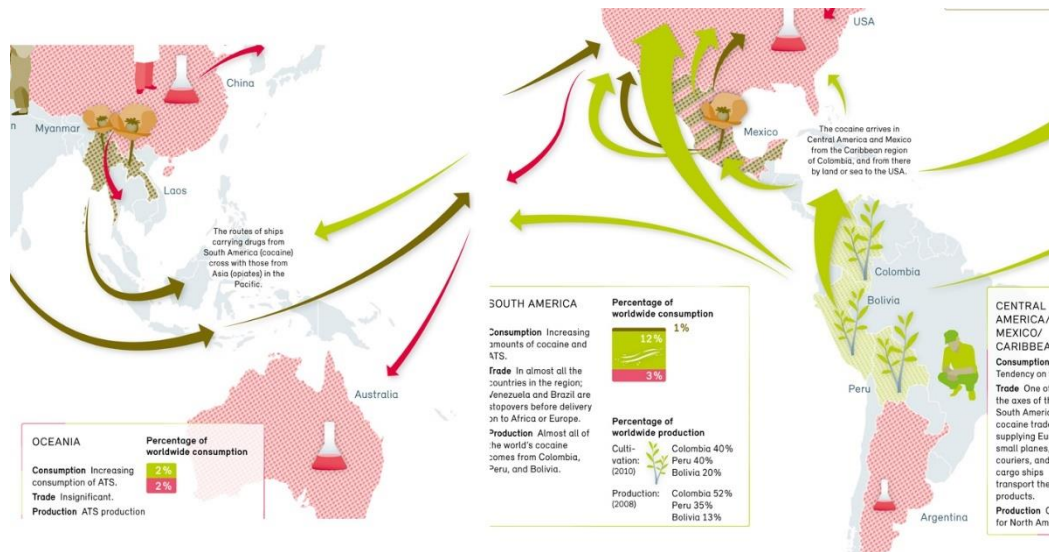 China
n
Myanmar
Laos
The routes of ships
carrying drugs from
South America (cocaine)
cross with those from
Asia (opiates) in the
Pacific.
Australia
OCEANIA
Consumption Increasing
consumption of ATS.
Trade Insignificant.
Production ATS production
Percentage of
worldwide consumption
2%
2%
USA
Mexico
The cocaine arrives in
Central America and Mexico
from the Caribbean region
of Colombia, and from there
by land or sea to the USA.
Colombia
Bolivia
Peru
Argentina
SOUTH AMERICA
Consumption Increasing
amounts of cocaine and
ATS.
Trade In almost all the
countries in the region;
Venezuela and Brazil are
stopovers before delivery
on to Africa or Europe.
Production Almost all of
the world's cocaine
comes from Colombia,
Peru, and Bolivia.
Percentage of
worldwide consumption
1%
12%
3%
Percentage of
worldwide production
Culti-
vation:
(2010)
Colombia 40%
Peru 40%
Bolivia 20%
Production:
(2008)
Colombia 52%
Peru 35%
Bolivia 13%
CENTRAL
AMERICA/
MEXICO/
CARIBBEA
Consumption
Tendency on
Trade One of
the axes of th
South America
cocaine trade
supplying Eu
small planes,
couriers, and
cargo ships
transport the
products.
Production C
for North Am